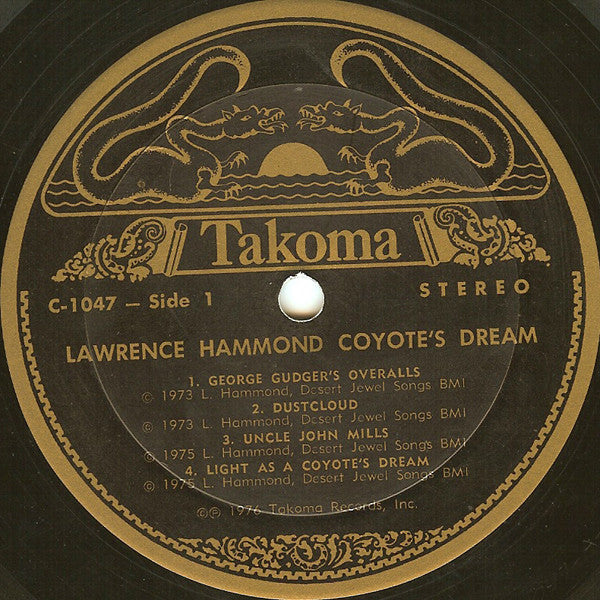 Takoma
C-1047 — Side 1
STEREO
LAWRENCE HAMMOND COYOTE'S DREAM
1. GEORGE GUDGER'S OVERALLS
© 1973 L. Hammond, Desert Jewel Songs BMI
2. DUSTCLOUD
© 1973 L. Hammond, Desert Jewel Songs BMI
3. UNCLE JOHN MILLS
© 1975 L. Hammond, Desert Jewel Songs BMI
4. LIGHT AS A COYOTE'S DREAM
© 1975 L. Hammond, Desert Jewel Songs BMI
©℗ 1976 Takoma Records, Inc.